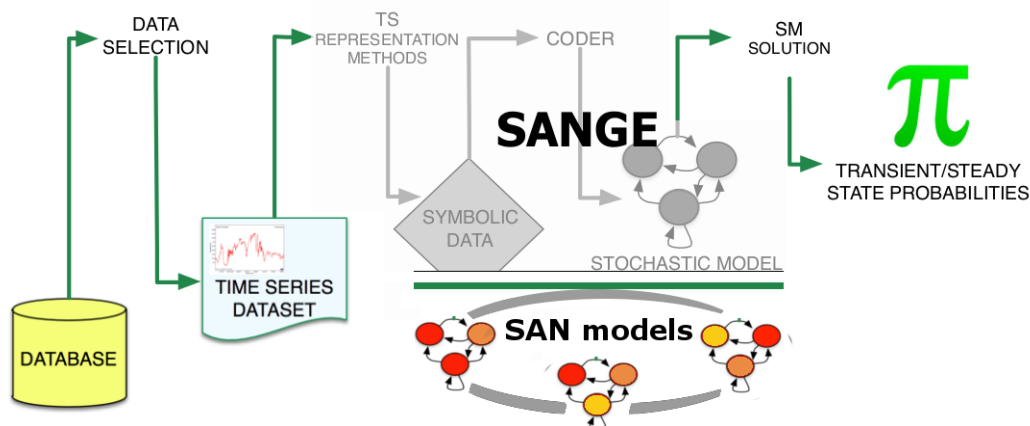 DATA
SELECTION
TS
REPRESENTATION
METHODS
CODER
SM
SOLUTION
SANGE
π
TRANSIENT/STEADY
STATE PROBABILITIES
SYMBOLIC
DATA
STOCHASTIC MODEL
TIME SERIES
DATASET
SAN models
DATABASE